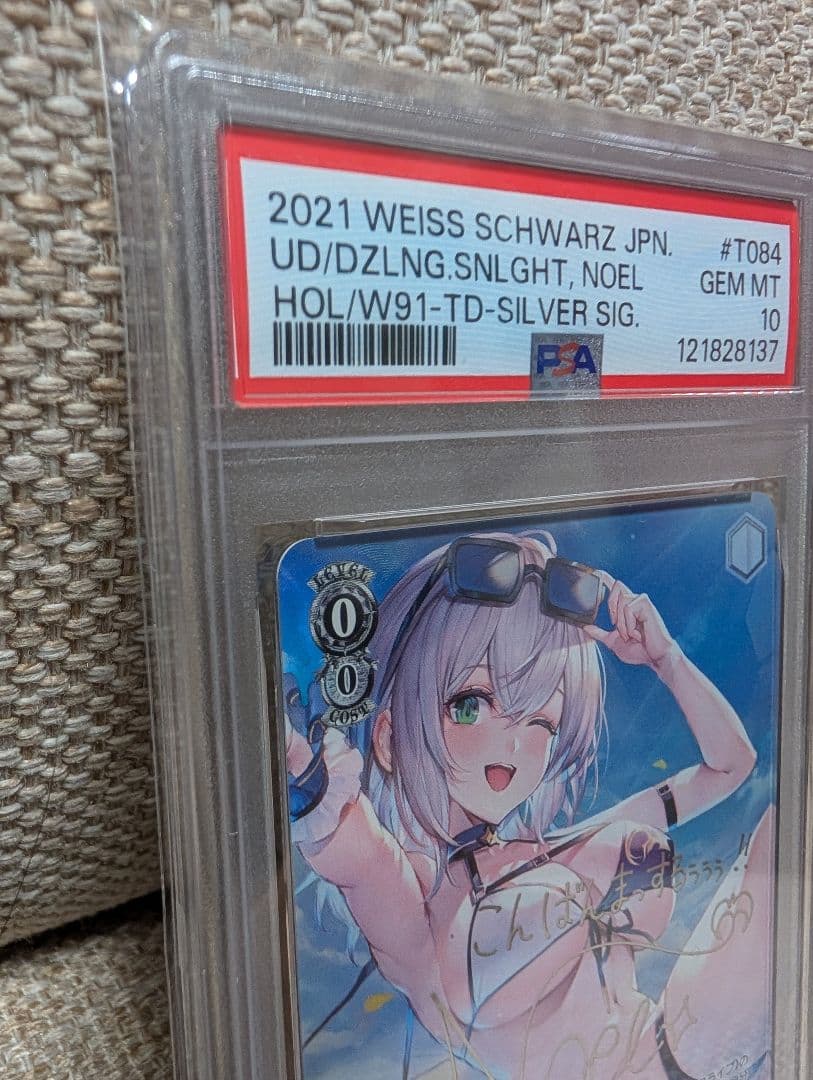 2021 WEISS SCHWARZ JPN. #T084
UD/DZLNG.SNLGHT, NOEL GEM MT
HOL/W91-TD-SILVER SIG. 10
PSA 121828137
LEVEL
0
0
COST
こんばんまっするぅぅぅ!!
Noel